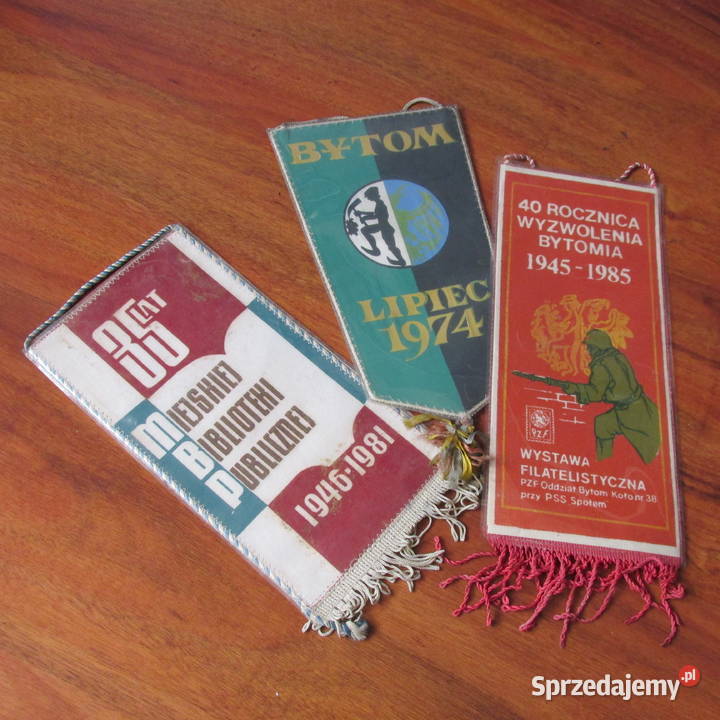 35 LAT
MIEJSKIEJ
BIBLIOTEKI
PUBLICZNEJ
1946-1981
BYTOM
LIPIEC
1974
40 ROCZNICA
WYZWOLENIA
BYTOMIA
1945-1985
PZF
WYSTAWA
FILATELISTYCZNA
PZF Oddział Bytom Koło nr 38
przy PSS Społem
Sprzedajemy.pl